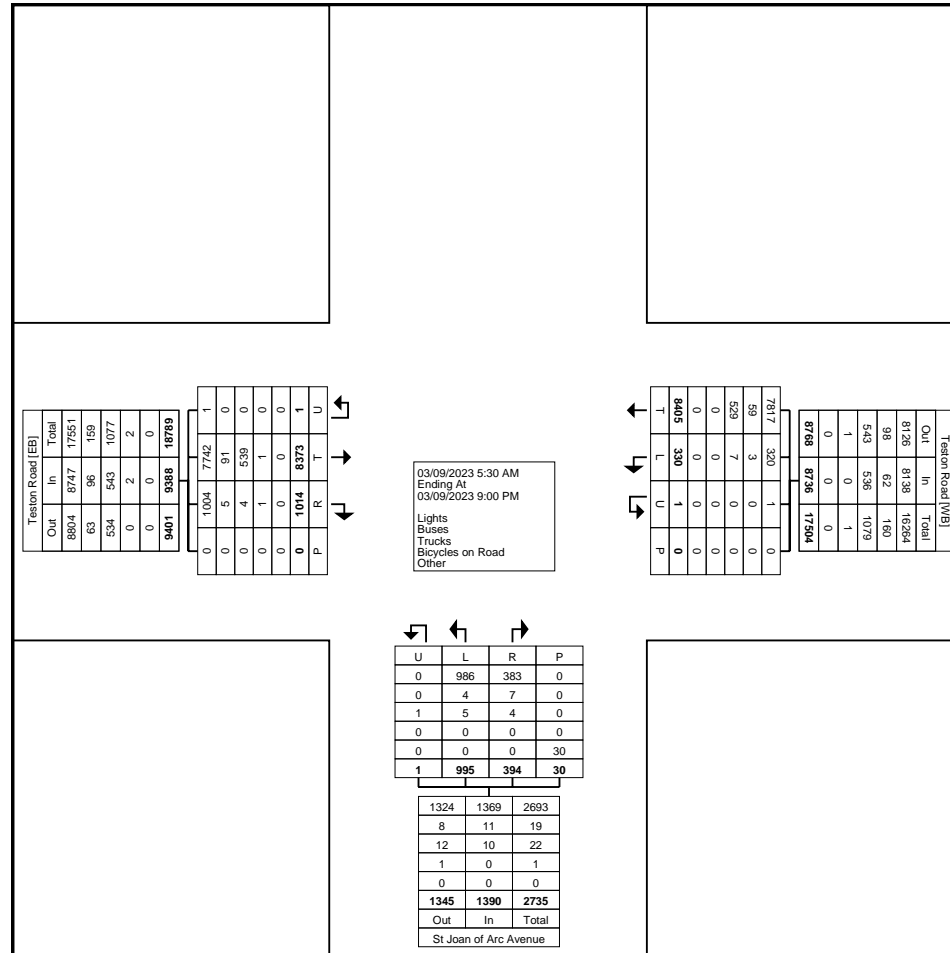 Teston Road [EB]
Total 17551 159 1077 2 0 18789
In 8747 96 543 2 0 9388
Out 8804 63 534 0 0 9401
1 0 0 0 0 1 U
7742 91 539 1 0 8373 T
1004 5 4 1 0 1014 R
0 0 0 0 0 0 P
03/09/2023 5:30 AM
Ending At
03/09/2023 9:00 PM
Lights
Buses
Trucks
Bicycles on Road
Other
T 8405 0 0 529 59 7817
L 330 0 0 7 3 320
U 1 0 0 0 0 1
P 0 0 0 0 0 0
8768 0 1 543 98 8126 Out
8736 0 0 536 62 8138 In
17504 0 1 1079 160 16264 Total
Teston Road [WB]
U L R P
0 986 383 0
0 4 7 0
1 5 4 0
0 0 0 0
0 0 0 30
1 995 394 30
1324 1369 2693
8 11 19
12 10 22
1 0 1
0 0 0
1345 1390 2735
Out In Total
St Joan of Arc Avenue